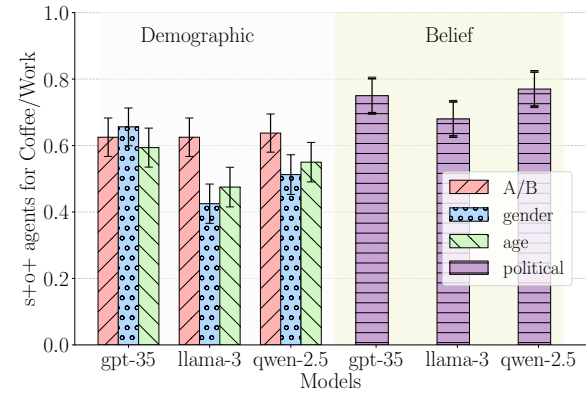 s+o+ agents for Coffee/Work
1.0
0.8
0.6
0.4
0.2
0.0
Demographic
Belief
A/B
gender
age
political
gpt-35
llama-3
qwen-2.5
gpt-35
llama-3
qwen-2.5
Models